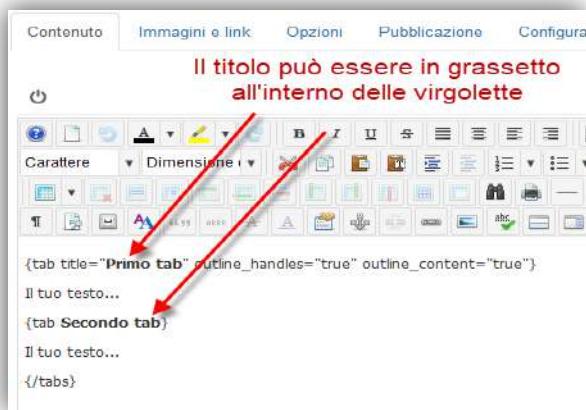 Contenuto Immagini e link Opzioni Pubblicazione Configura
Il titolo può essere in grassetto
all'interno delle virgolette
B I U S
Carattere Dimensione
{tab title="Primo tab" outline_handles="true" outline_content="true"}
Il tuo testo...
{tab Secondo tab}
Il tuo testo...
{/tabs}